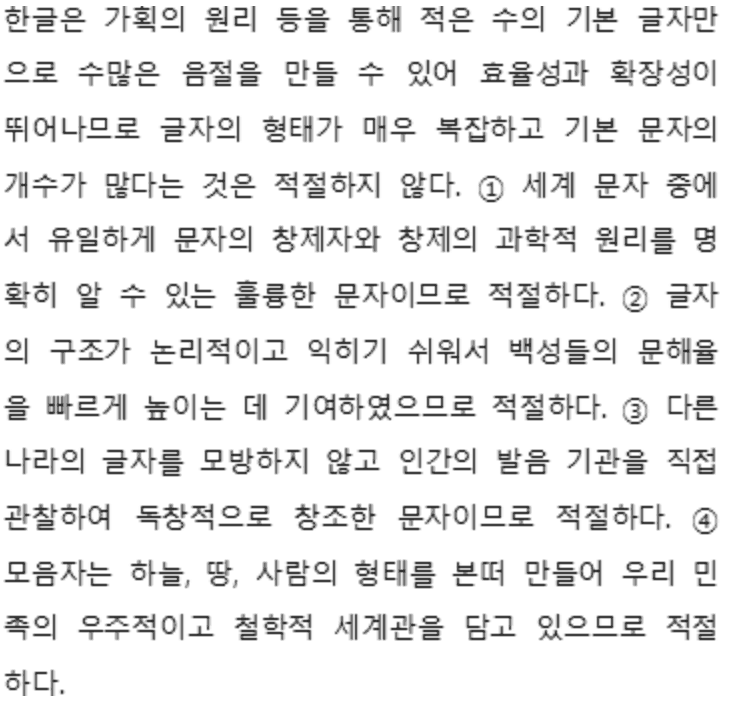 한글은 가획의 원리 등을 통해 적은 수의 기본 글자만
으로 수많은 음절을 만들 수 있어 효율성과 확장성이
뛰어나므로 글자의 형태가 매우 복잡하고 기본 문자의
개수가 많다는 것은 적절하지 않다. ① 세계 문자 중에
서 유일하게 문자의 창제자와 창제의 과학적 원리를 명
확히 알 수 있는 훌륭한 문자이므로 적절하다. ② 글자
의 구조가 논리적이고 익히기 쉬워서 백성들의 문해율
을 빠르게 높이는 데 기여하였으므로 적절하다. ③ 다른
나라의 글자를 모방하지 않고 인간의 발음 기관을 직접
관찰하여 독창적으로 창조한 문자이므로 적절하다. ④
모음자는 하늘, 땅, 사람의 형태를 본떠 만들어 우리 민
족의 우주적이고 철학적 세계관을 담고 있으므로 적절
하다.